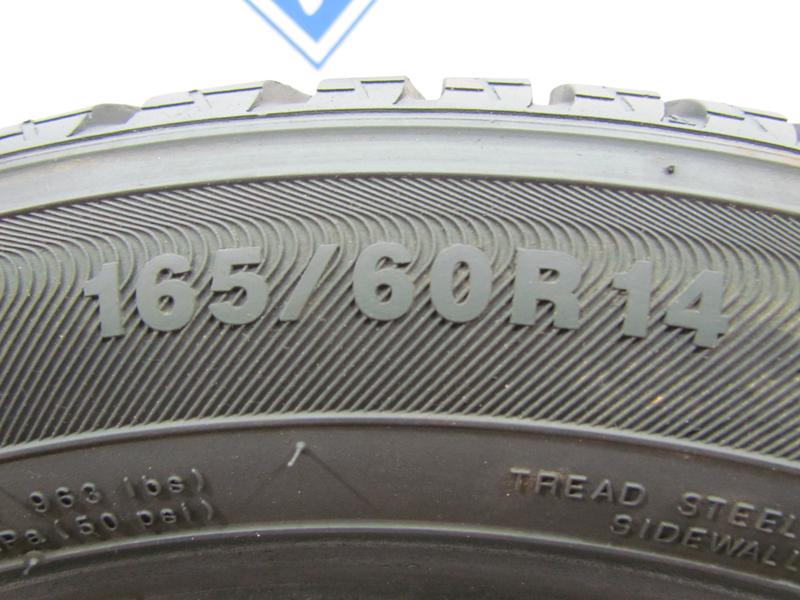 165/60R14
963 lbs)
Pa (50 psi)
TREAD STEEL
SIDEWALL